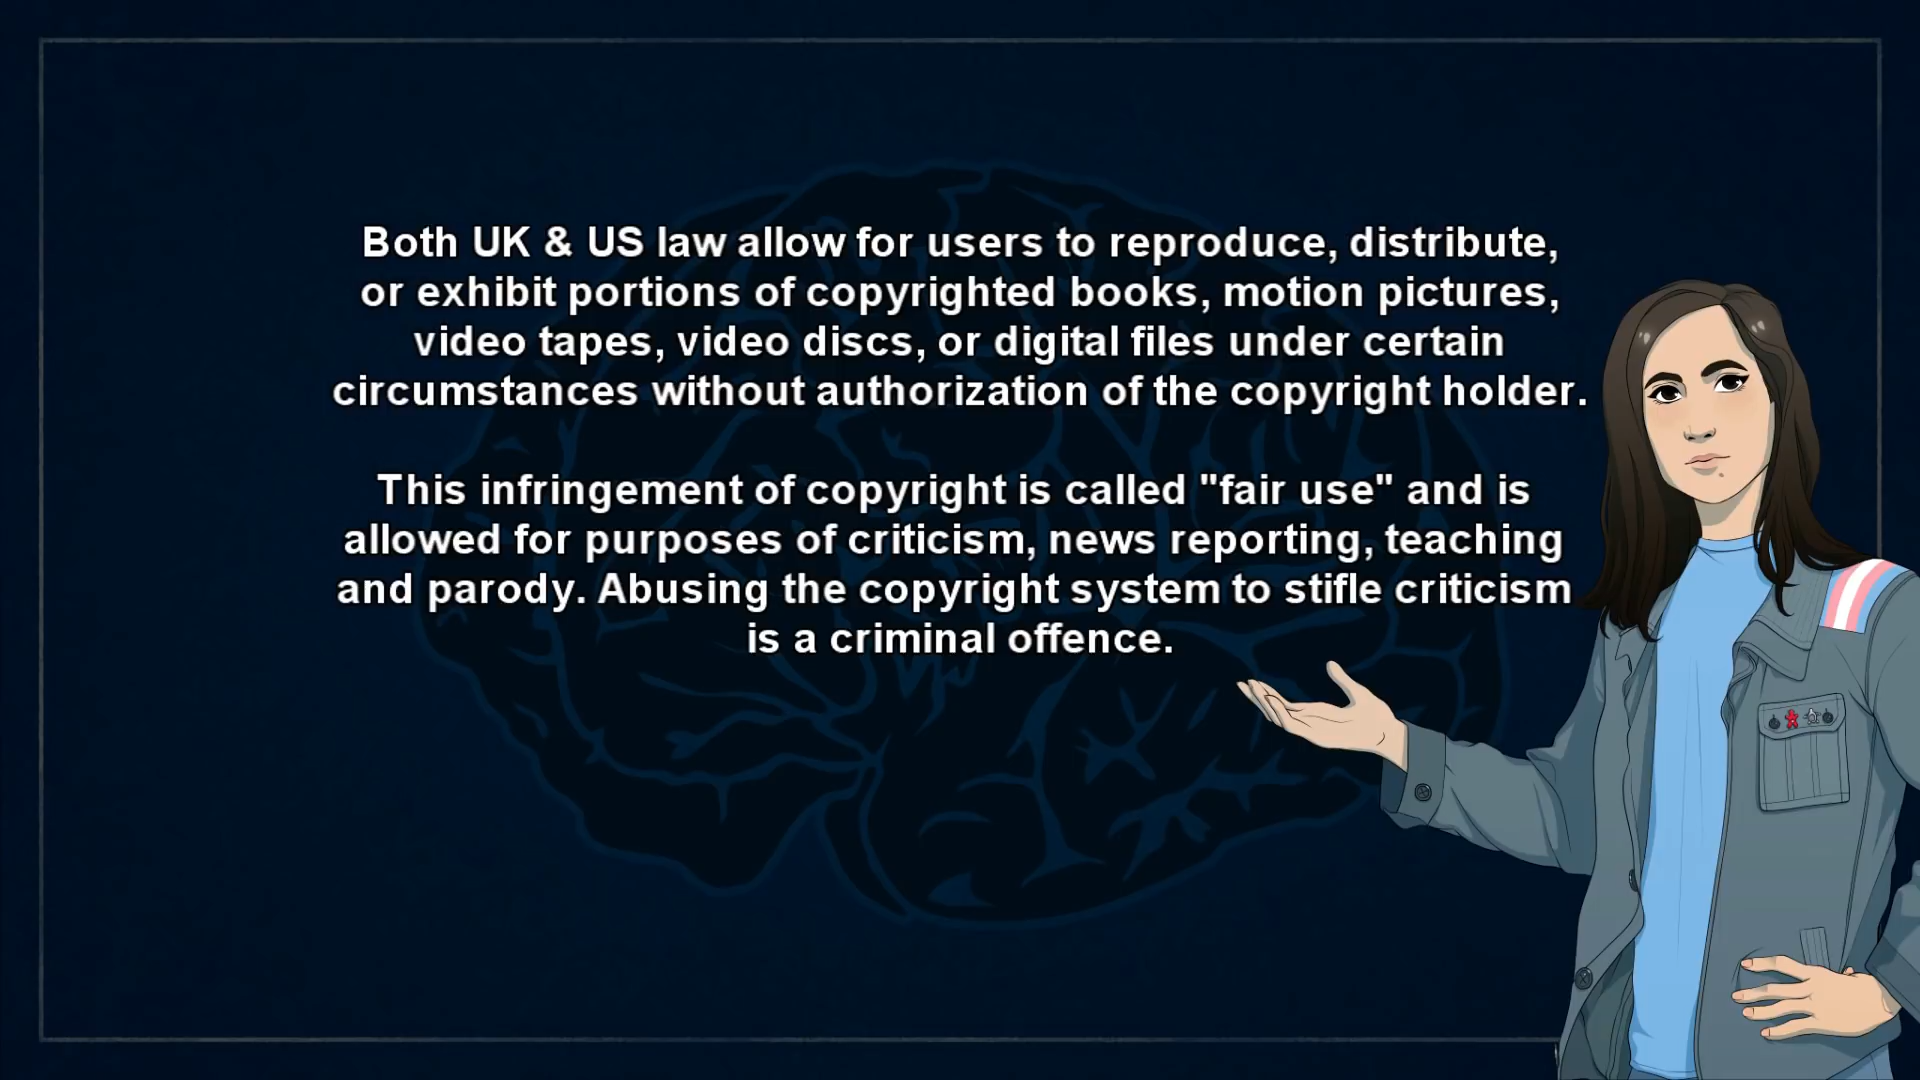 Both UK & US law allow for users to reproduce, distribute,
or exhibit portions of copyrighted books, motion pictures,
video tapes, video discs, or digital files under certain
circumstances without authorization of the copyright holder.
This infringement of copyright is called "fair use" and is
allowed for purposes of criticism, news reporting, teaching
and parody. Abusing the copyright system to stifle criticism
is a criminal offence.